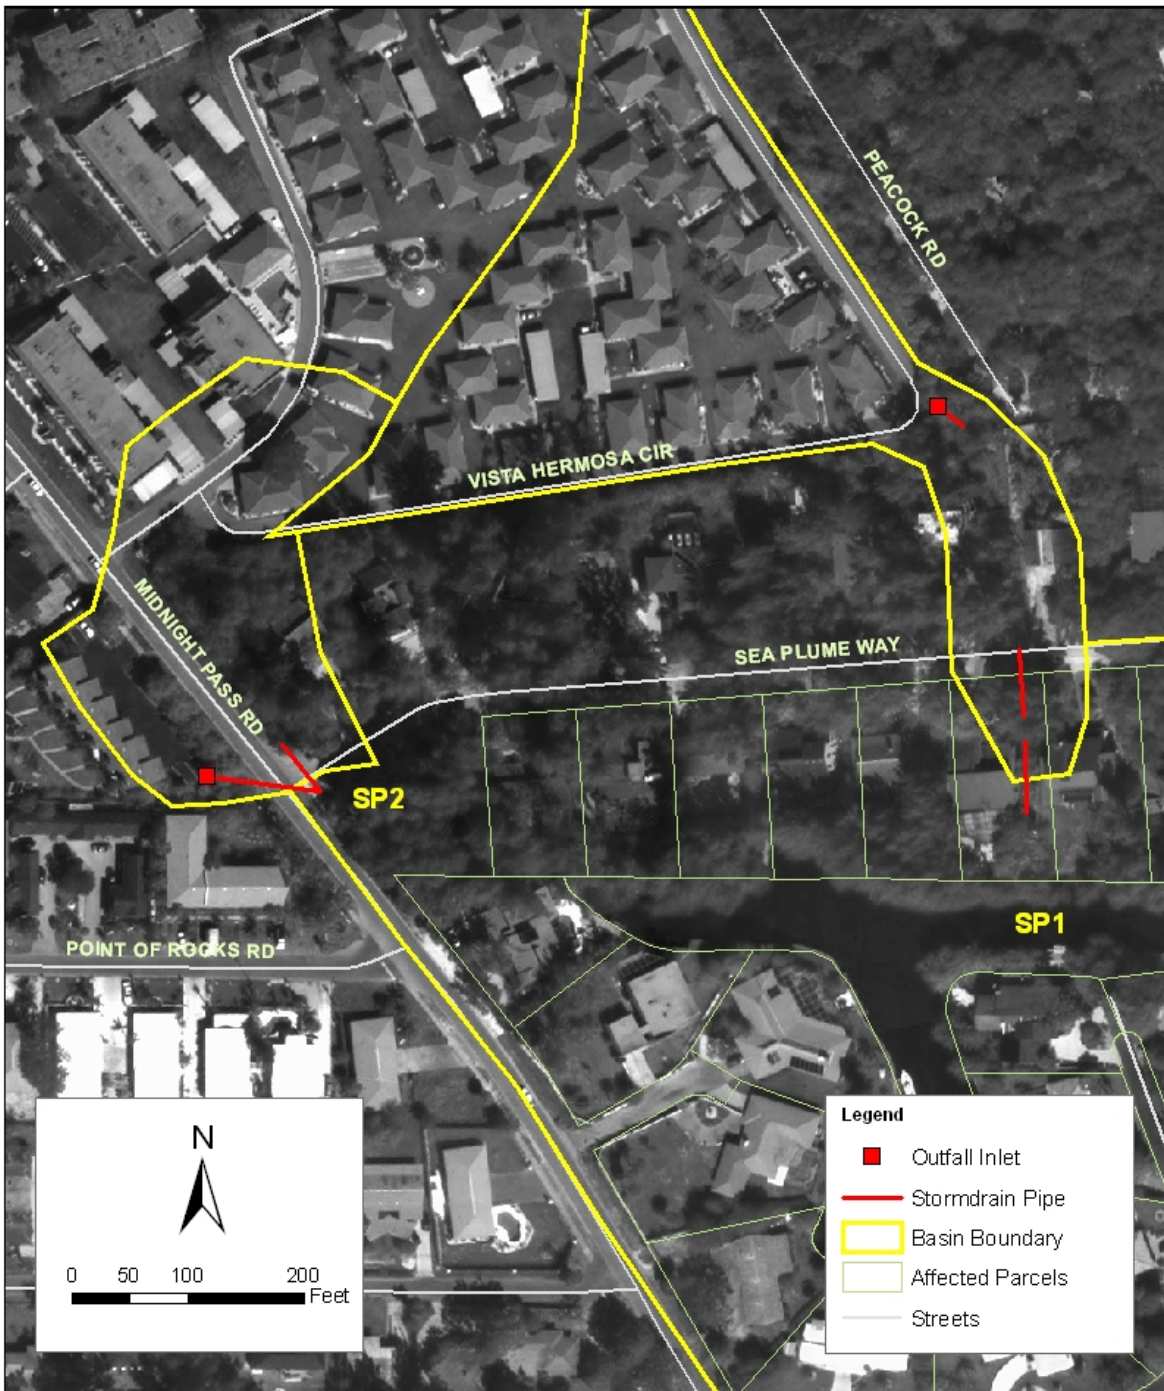 PEACOCK RD
VISTA HERMOSA CIR
MIDNIGHT PASS RD
SEA PLUME WAY
SP2
SP1
POINT OF ROCKS RD
N
0 50 100 200
Feet
Legend
Outfall Inlet
Stormdrain Pipe
Basin Boundary
Affected Parcels
Streets